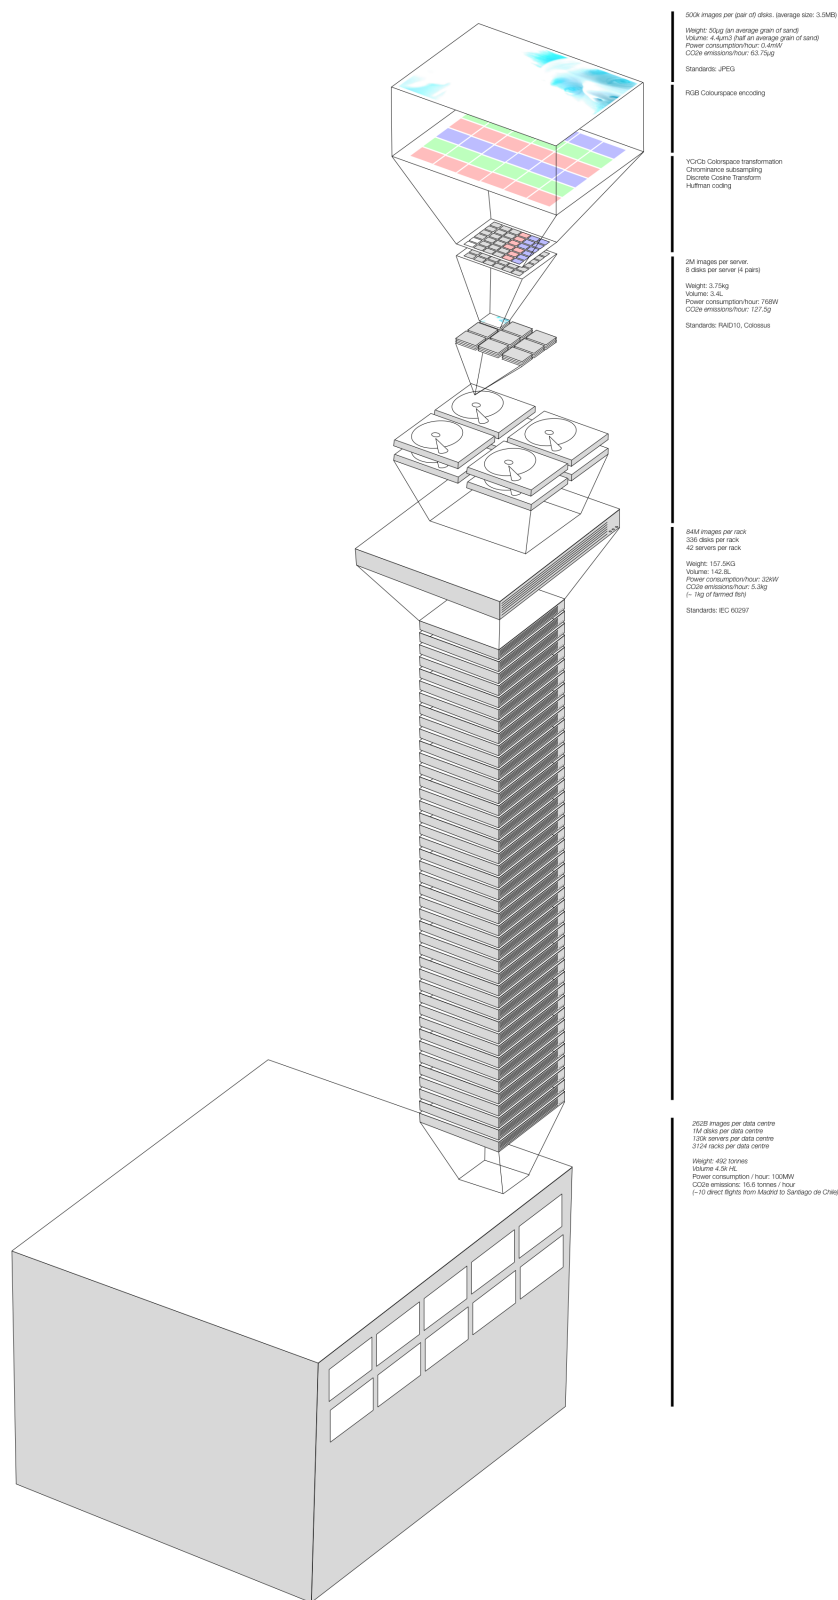 500k images per (pair of) disks. (average size: 3.5MB)
Weight: 50µg (an average grain of sand)
Volume: 4.4µm3 (half an average grain of sand)
Power consumption/hour: 0.4mW
CO2e emissions/hour: 63.75µg
Standards: JPEG
RGB Colourspace encoding
YCrCb Colorspace transformation
Chrominance subsampling
Discrete Cosine Transform
Huffman coding
2M images per server.
8 disks per server (4 pairs)
Weight: 3.75kg
Volume: 3.4L
Power consumption/hour: 768W
CO2e emissions/hour: 127.5g
Standards: RAID10, Colossus
84M images per rack
336 disks per rack
42 servers per rack
Weight: 157.5KG
Volume: 142.8L
Power consumption/hour: 32kW
CO2e emissions/hour: 5.3kg
(~ 1kg of farmed fish)
Standards: IEC 60297
262B images per data centre
1M disks per data centre
130k servers per data centre
3124 racks per data centre
Weight: 492 tonnes
Volume 4.5k HL
Power consumption / hour: 100MW
CO2e emissions: 16.6 tonnes / hour
(~10 direct flights from Madrid to Santiago de Chile)